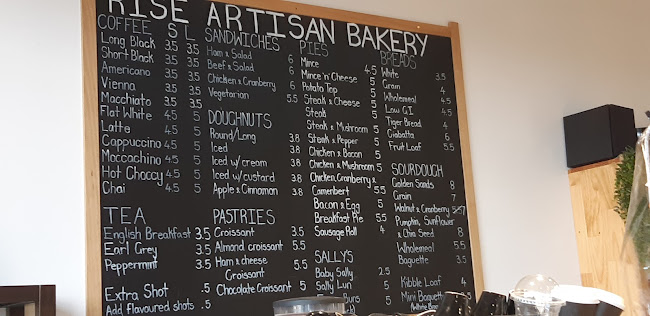 RISE ARTISAN BAKERY
COFFEE S L
Long Black 3.5 3.5
Short Black 3.5 3.5
Americano 3.5 3.5
Vienna 3.5 3.5
Macchiato 3.5 3.5
Flat White 4.5 5
Latte 4.5 5
Cappuccino 4.5 5
Moccachino 4.5 5
Hot Choccy 4.5 5
Chai 4.5 5
TEA
English Breakfast 3.5
Earl Grey 3.5
Peppermint 3.5
Extra Shot .5
Add flavoured shots .5
SANDWICHES
Ham & Salad 6
Beef & Salad 6
Chicken & Cranberry 6
Vegetarian 5.5
DOUGHNUTS
Round/Long 3.8
Iced 3.8
Iced w/ cream 3.8
Iced w/custard 3.8
Apple & Cinnamon 3.8
PASTRIES
Croissant 3.5
Almond croissant 5.5
Ham & cheese
Croissant 5
Chocolate Croissant 5
PIES
Mince 4.5
Mince 'n' Cheese 5
Potato Top 5
Steak & Cheese 5
Steak 5
Steak & Mushroom 5
Steak & Pepper 5
Chicken & Bacon 5
Chicken & Mushroom 5
Chicken, Cranberry &
Camembert 5.5
Bacon & Egg 5
Breakfast Pie 5.5
Sausage Roll 4
SALLYS
Baby Sally 2.5
Sally Lun 5
Buns
BREADS
White 3.5
Grain 4
Wholemeal 4
Low G.I. 4.5
Tiger Bread 4
Ciabatta 6
Fruit Loaf 5.5
SOURDOUGH
Golden Sands 8
Grain 7
Walnut & Cranberry
Pumpkin, Sunflower
& Chia Seed 8
Wholemeal 5.5
Baguette 3.5
Kibble Loaf 4
Mini Baguette